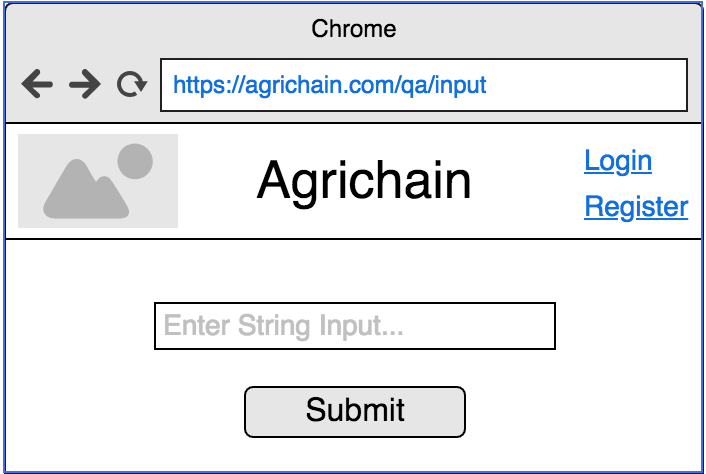 Chrome
https://agrichain.com/qa/input
Agrichain
Login
Register
Enter String Input...
Submit